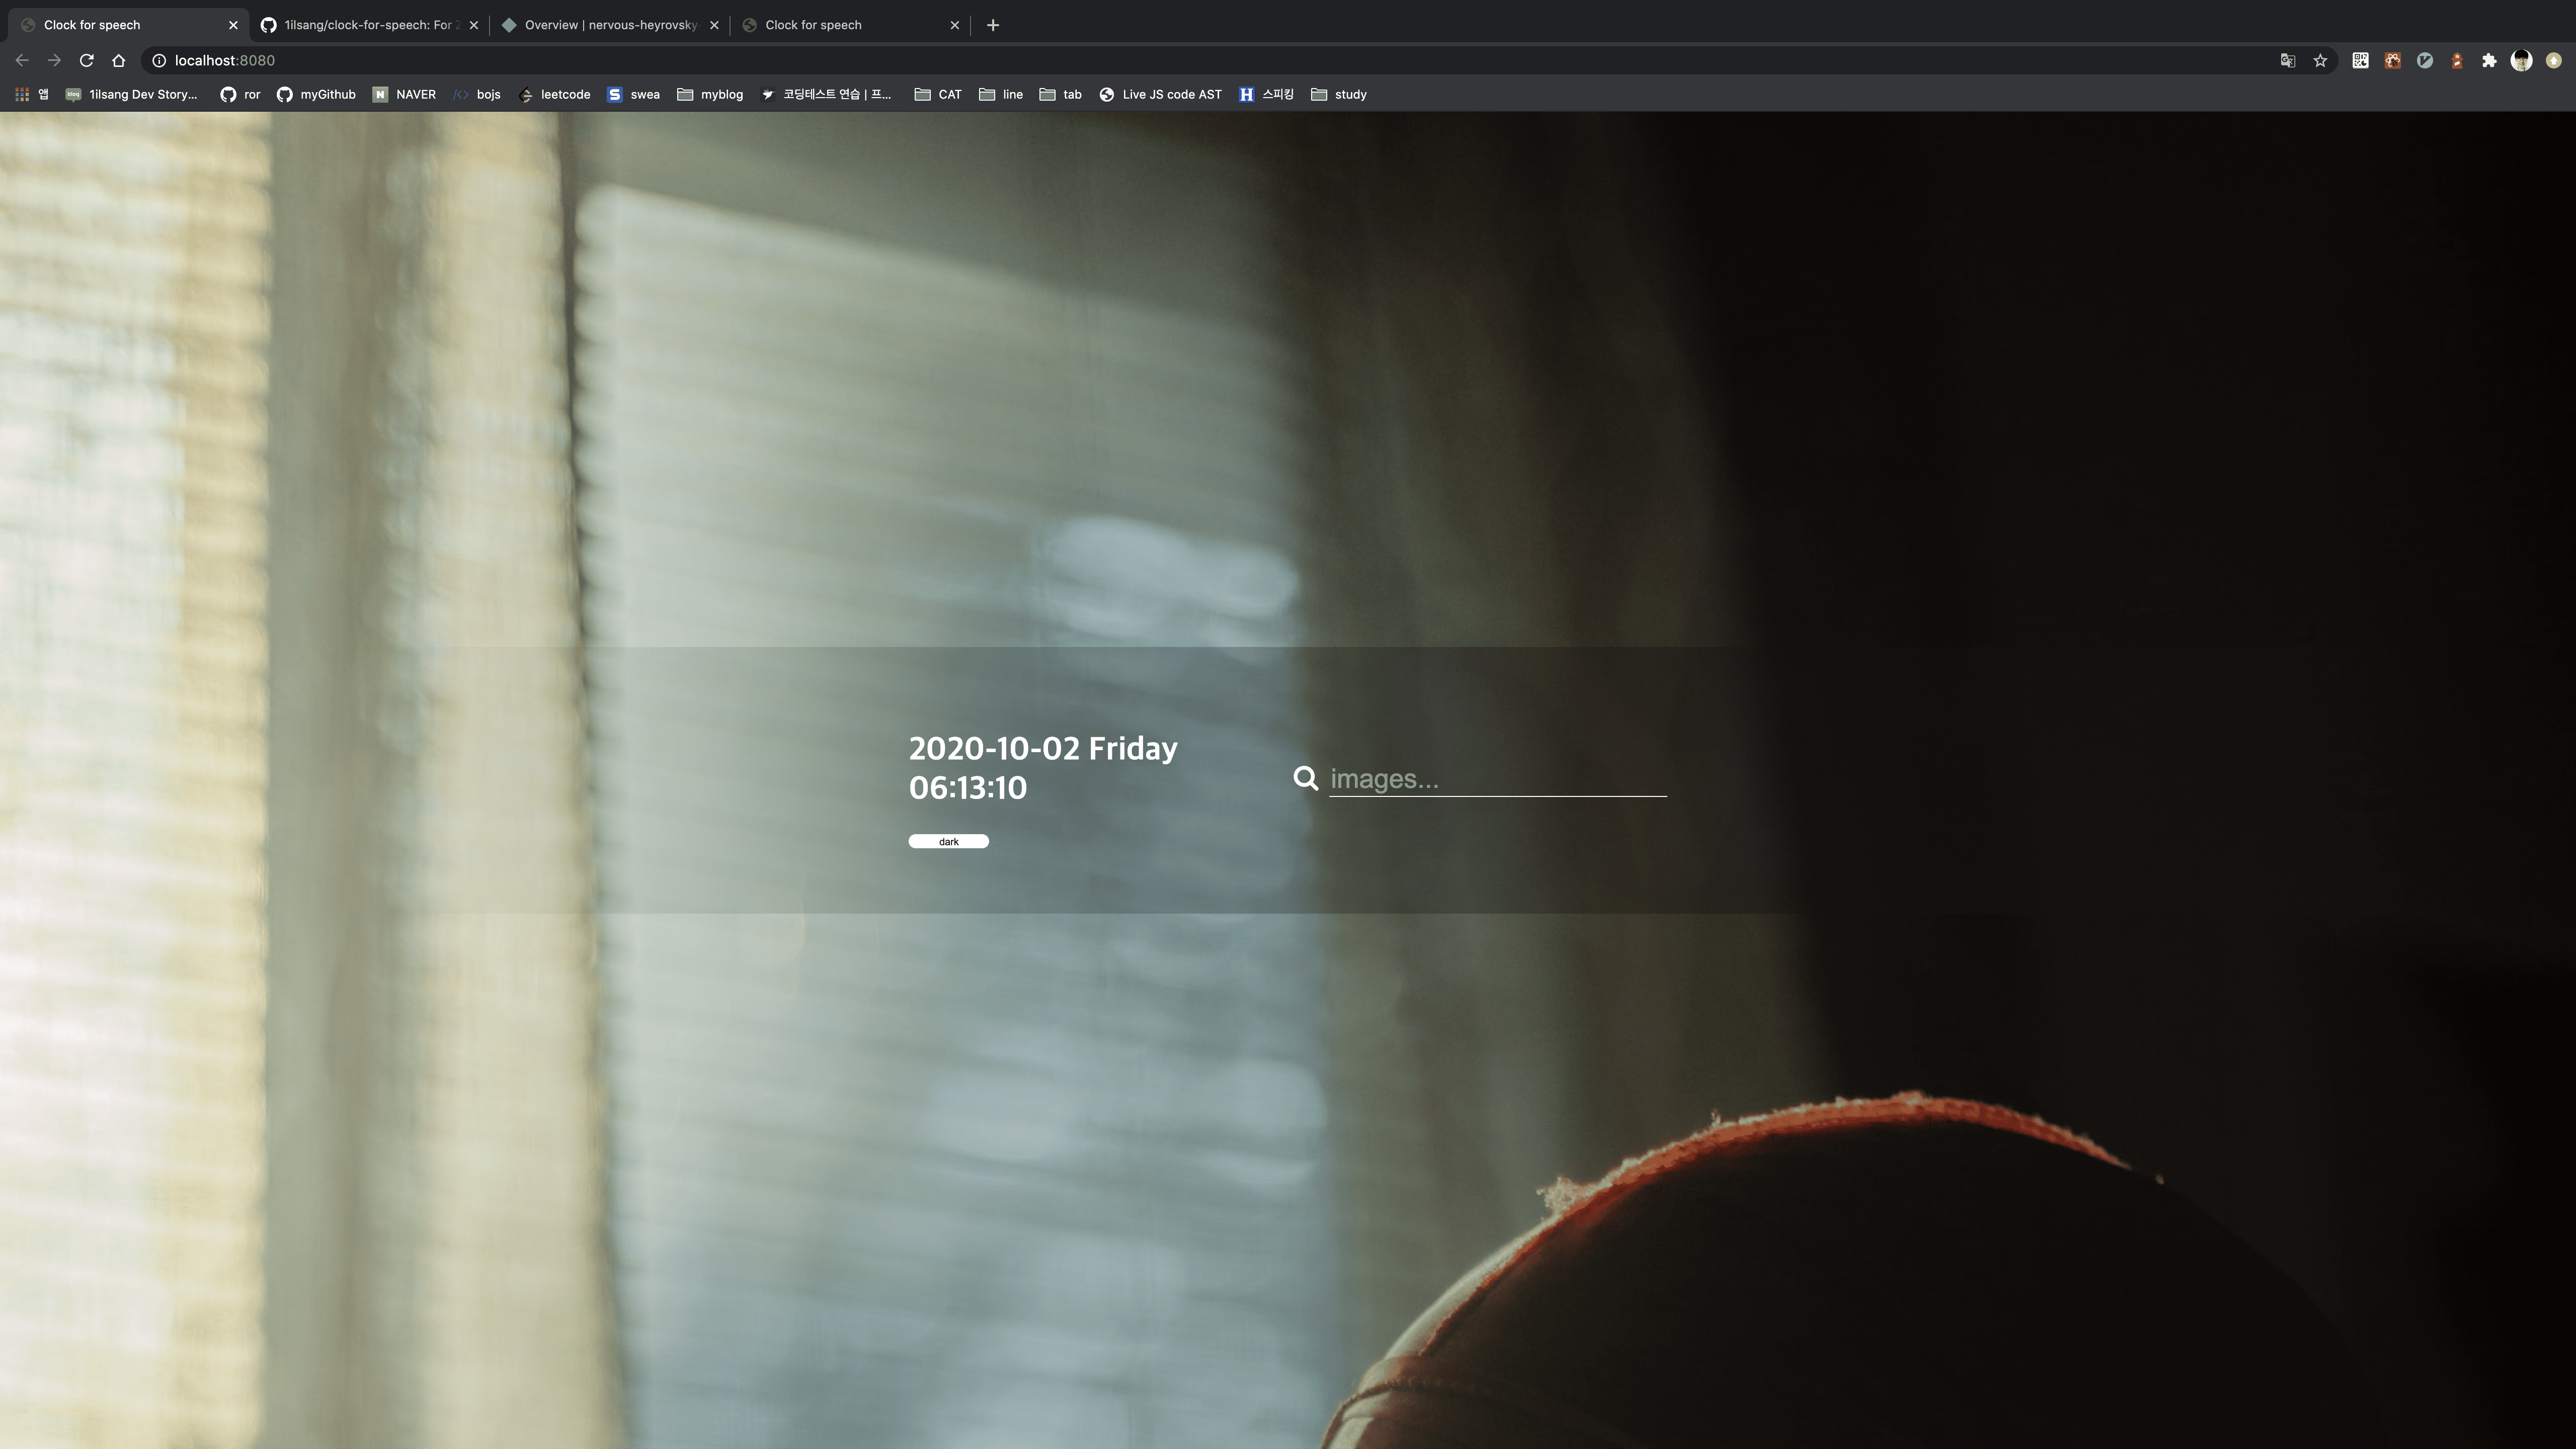 Clock for speech
1ilsang/clock-for-speech: For Z
Overview | nervous-heyrovsky-
Clock for speech
localhost:8080
앱
blog
1ilsang Dev Story...
ror
myGithub
N
NAVER
bojs
leetcode
S
swea
myblog
코딩테스트 연습 | 프...
CAT
line
tab
Live JS code AST
H
스피킹
study
2020-10-02 Friday
06:13:10
images...
dark